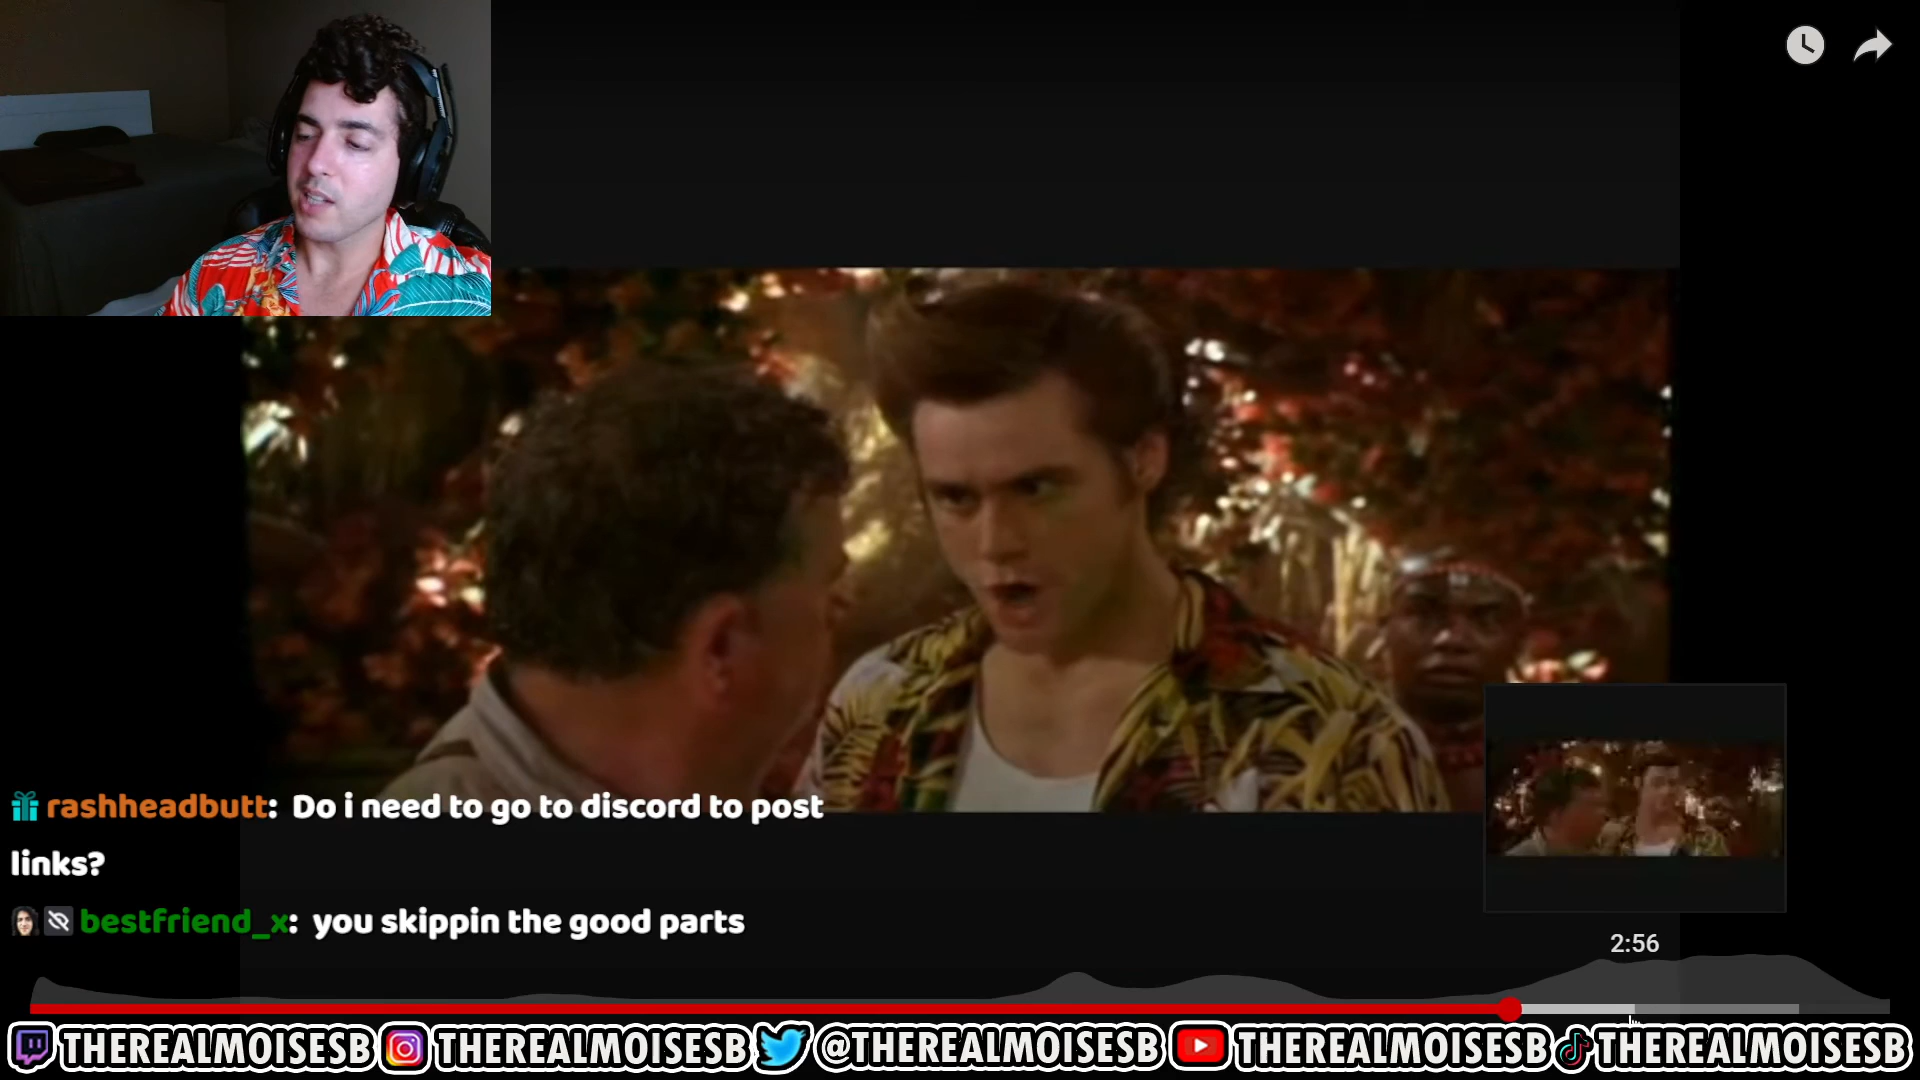 rashheadbutt: Do i need to go to discord to post
links?
bestfriend_x: you skippin the good parts
2:56
THEREALMOISESB THEREALMOISESB @THEREALMOISESB THEREALMOISESB THEREALMOISESB